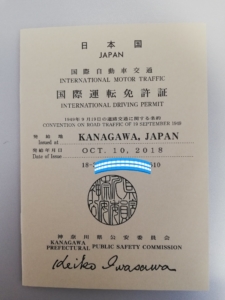 日本国
JAPAN
国際自動車交通
INTERNATIONAL MOTOR TRAFFIC
国際運転免許証
INTERNATIONAL DRIVING PERMIT
1949年9月19日の道路交通に関する条約
CONVENTION ON ROAD TRAFFIC OF 19 SEPTEMBER 1949
発給地
Issued at
KANAGAWA, JAPAN
発給年月日
Date of Issue
OCT. 10, 2018
神奈川県公安委員会
KANAGAWA PREFECTURAL PUBLIC SAFETY COMMISSION
Keiko Iwasawa